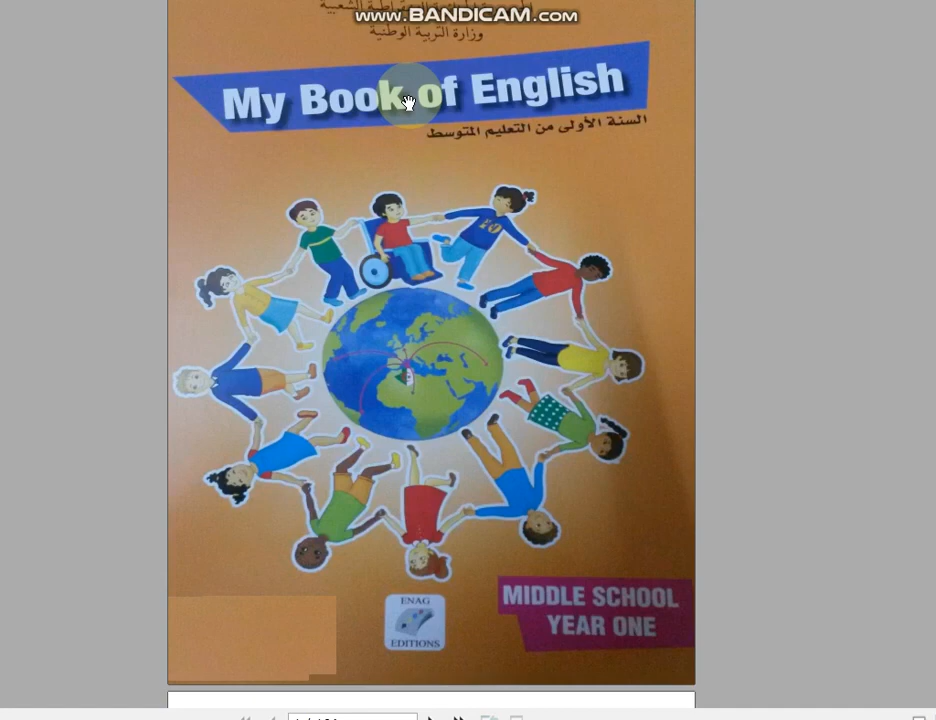 www.BANDICAM.com
وزارة التربية الوطنية
My Book of English
السنة الأولى من التعليم المتوسط
ENAG
EDITIONS
MIDDLE SCHOOL
YEAR ONE